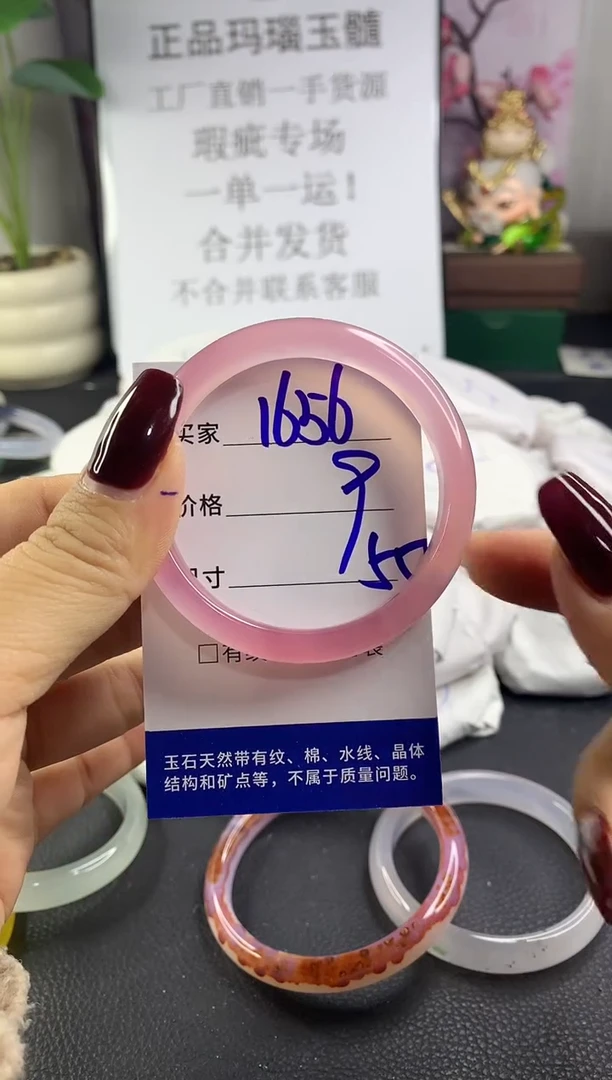 正品玛瑙玉髓
工厂直销一手货源
瑕疵专场
一单一运！
合并发货
不合并联系客服
买家 1656
价格 9
寸 55
□有
玉石天然带有纹、棉、水线、晶体
结构和矿点等，不属于质量问题。